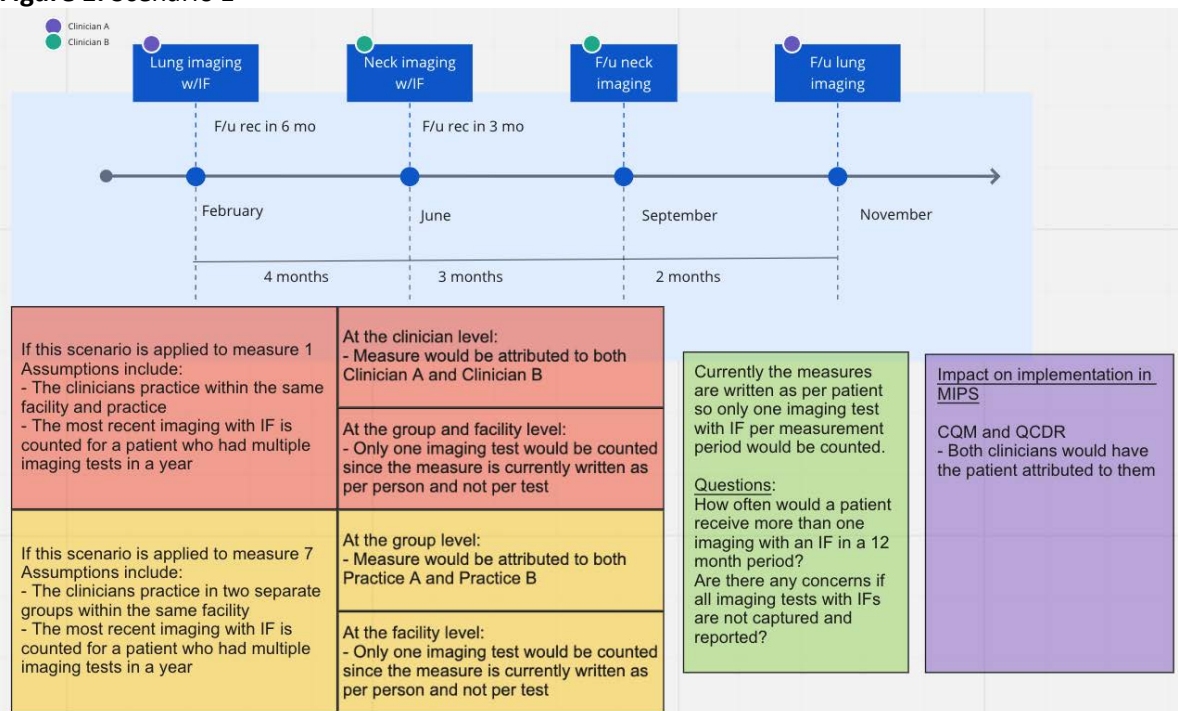 Clinician A
Clinician B
Lung imaging
w/IF
Neck imaging
w/IF
F/u neck
imaging
F/u lung
imaging
F/u rec in 6 mo
F/u rec in 3 mo
February
June
September
November
4 months
3 months
2 months
If this scenario is applied to measure 1
Assumptions include:
- The clinicians practice within the same
facility and practice
- The most recent imaging with IF is
counted for a patient who had multiple
imaging tests in a year
At the clinician level:
- Measure would be attributed to both
Clinician A and Clinician B
At the group and facility level:
- Only one imaging test would be counted
since the measure is currently written as
per person and not per test
If this scenario is applied to measure 7
Assumptions include:
- The clinicians practice in two separate
groups within the same facility
- The most recent imaging with IF is
counted for a patient who had multiple
imaging tests in a year
At the group level:
- Measure would be attributed to both
Practice A and Practice B
At the facility level:
- Only one imaging test would be counted
since the measure is currently written as
per person and not per test
Currently the measures
are written as per patient
so only one imaging test
with IF per measurement
period would be counted.
Questions:
How often would a patient
receive more than one
imaging with an IF in a 12
month period?
Are there any concerns if
all imaging tests with IFs
are not captured and
reported?
Impact on implementation in
MIPS
CQM and QCDR
- Both clinicians would have
the patient attributed to them